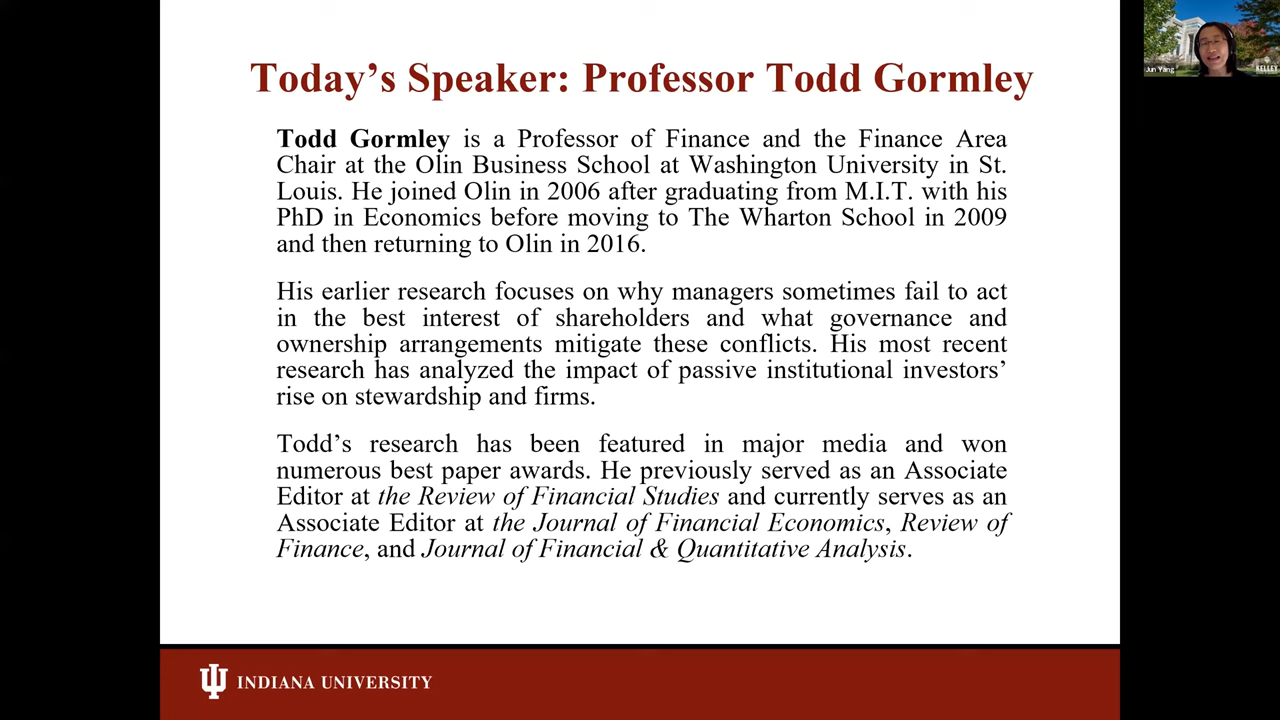 Today's Speaker: Professor Todd Gormley
Todd Gormley is a Professor of Finance and the Finance Area
Chair at the Olin Business School at Washington University in St.
Louis. He joined Olin in 2006 after graduating from M.I.T. with his
PhD in Economics before moving to The Wharton School in 2009
and then returning to Olin in 2016.
His earlier research focuses on why managers sometimes fail to act
in the best interest of shareholders and what governance and
ownership arrangements mitigate these conflicts. His most recent
research has analyzed the impact of passive institutional investors'
rise on stewardship and firms.
Todd's research has been featured in major media and won
numerous best paper awards. He previously served as an Associate
Editor at the Review of Financial Studies and currently serves as an
Associate Editor at the Journal of Financial Economics, Review of
Finance, and Journal of Financial & Quantitative Analysis.
INDIANA UNIVERSITY
Jun Yang
KELLEY